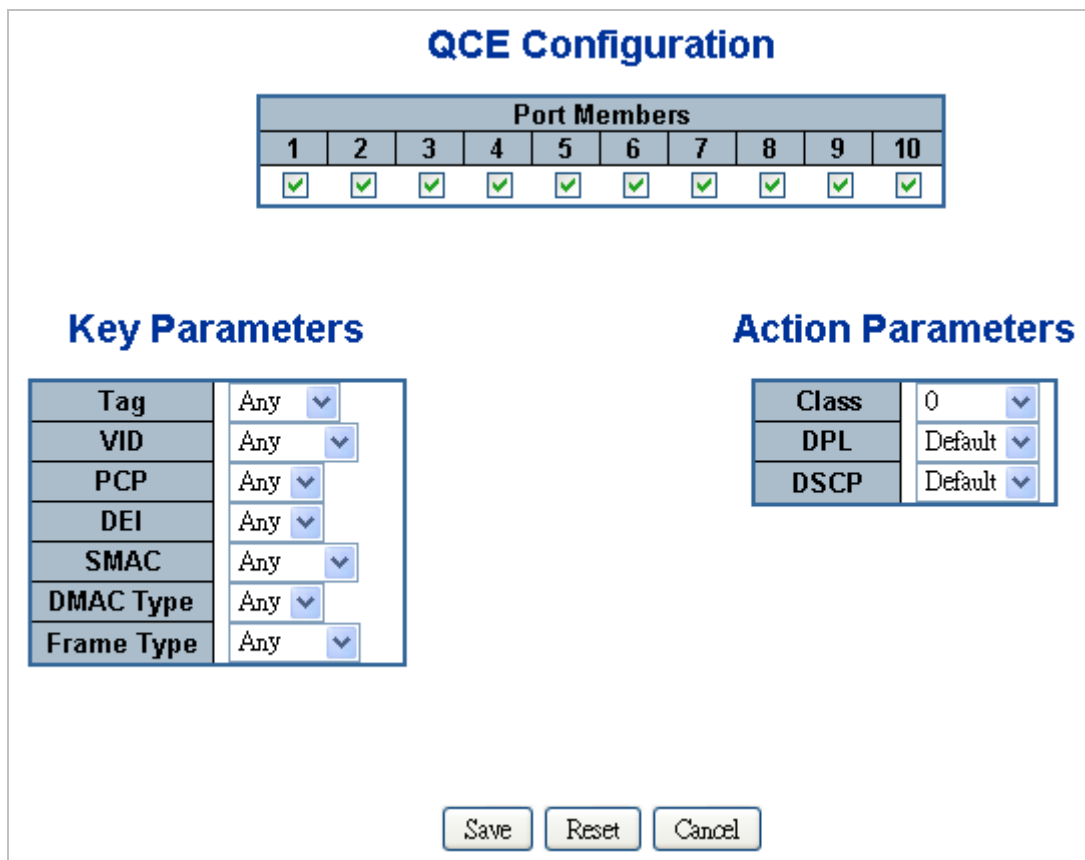 QCE Configuration
Port Members
1 2 3 4 5 6 7 8 9 10
Key Parameters
Tag Any
VID Any
PCP Any
DEI Any
SMAC Any
DMAC Type Any
Frame Type Any
Action Parameters
Class 0
DPL Default
DSCP Default
Save Reset Cancel